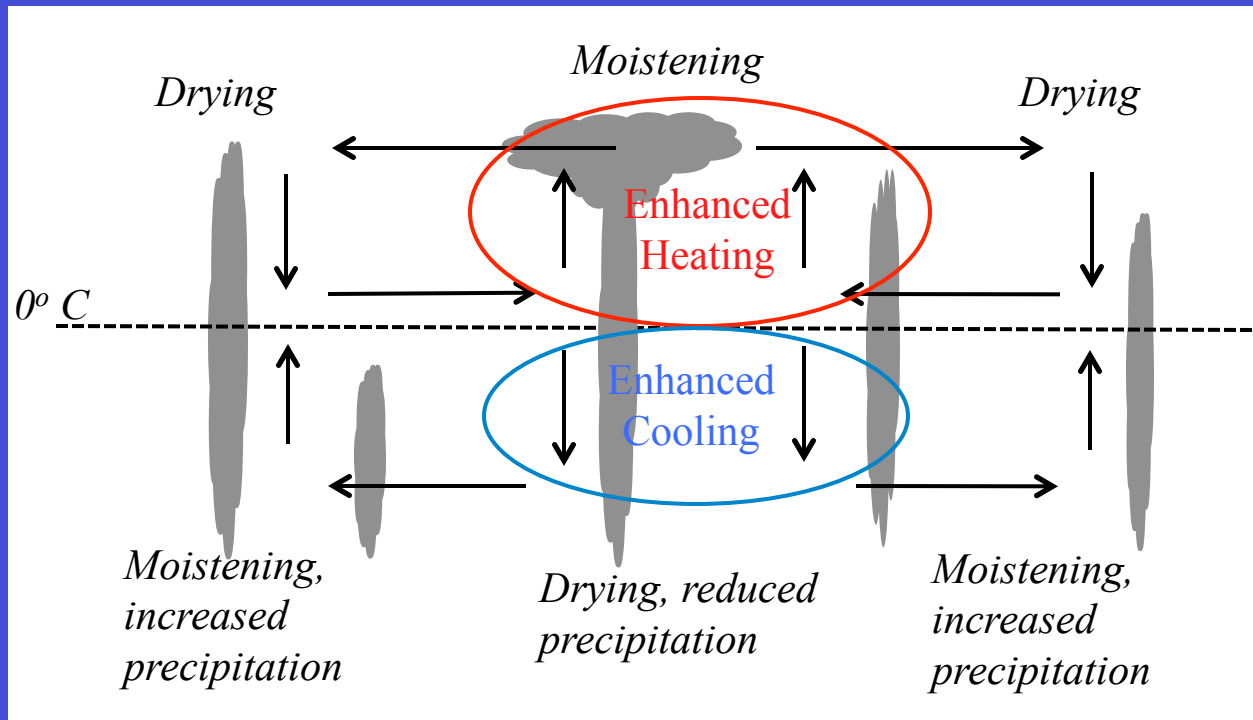 Moistening
Drying
Drying
Enhanced
Heating
0º C
Enhanced
Cooling
Moistening,
increased
precipitation
Drying, reduced
precipitation
Moistening,
increased
precipitation